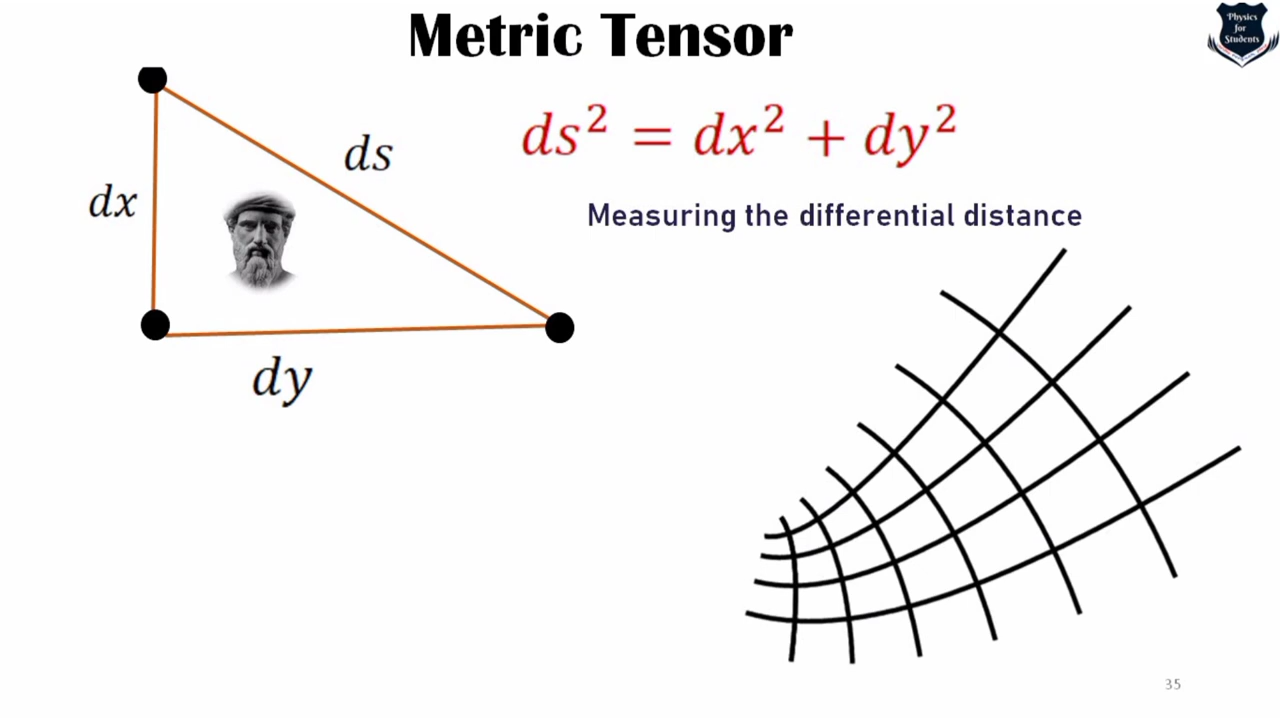 Metric Tensor
Physics
for
Students
ds² = dx² + dy²
ds
dx
Measuring the differential distance
dy
35